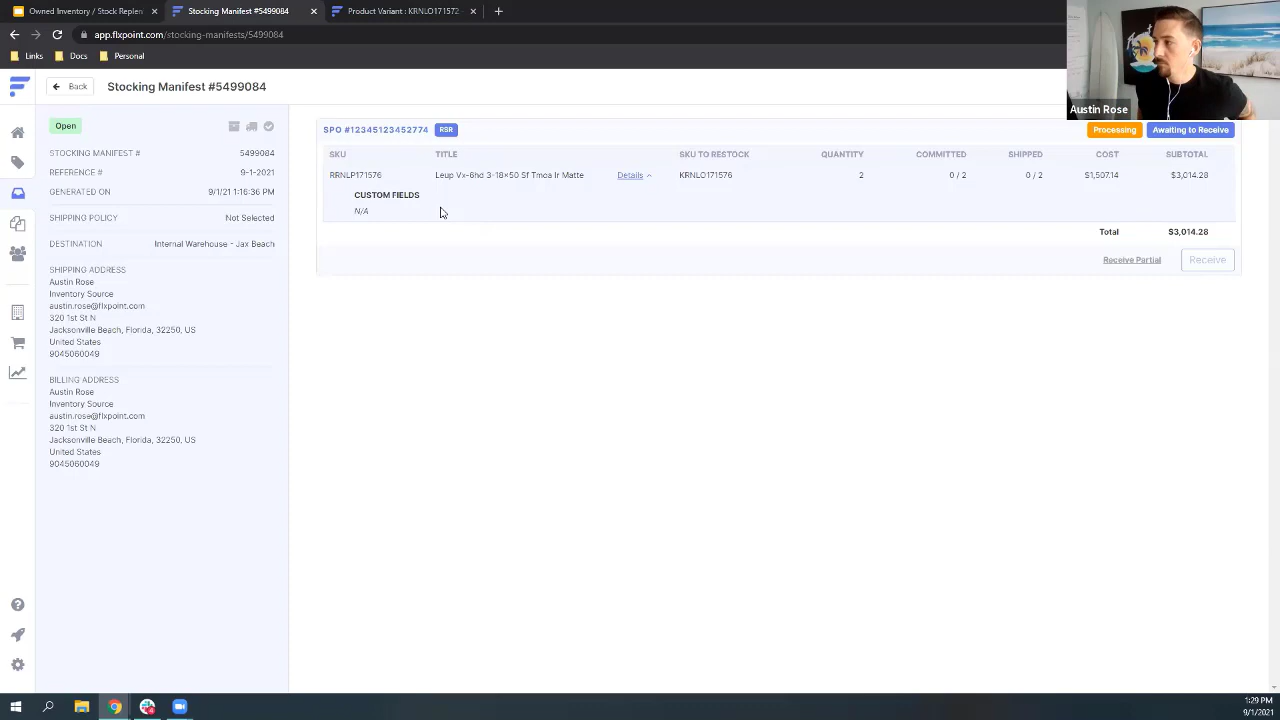 Owned Inventory / Stock Replen
Stocking Manifest #5499084
Product Variant : KRNLO171572
app.flxpoint.com/stocking-manifests/5499084
Links
Docs
Personal
Back
Stocking Manifest #5499084
Austin Rose
Open
STOCKING MANIFEST # 5499084
REFERENCE # 9-1-2021
GENERATED ON 9/1/21 1:16:36 PM
SHIPPING POLICY Not Selected
DESTINATION Internal Warehouse - Jax Beach
SHIPPING ADDRESS
Austin Rose
Inventory Source
austin.rose@flxpoint.com
320 1st St N
Jacksonville Beach, Florida, 32250, US
United States
9045060049
BILLING ADDRESS
Austin Rose
Inventory Source
austin.rose@flxpoint.com
320 1st St N
Jacksonville Beach, Florida, 32250, US
United States
9045060049
SPO #12345123452774 RSR Processing Awaiting to Receive
SKU TITLE SKU TO RESTOCK QUANTITY COMMITTED SHIPPED COST SUBTOTAL
RRNLP171576 Leup Vx-6hd 3-18x50 Sf Tmoa Ir Matte Details KRNLO171576 2 0 / 2 0 / 2 $1,507.14 $3,014.28
CUSTOM FIELDS
N/A
Total $3,014.28
Receive Partial Receive
1:29 PM
9/1/2021